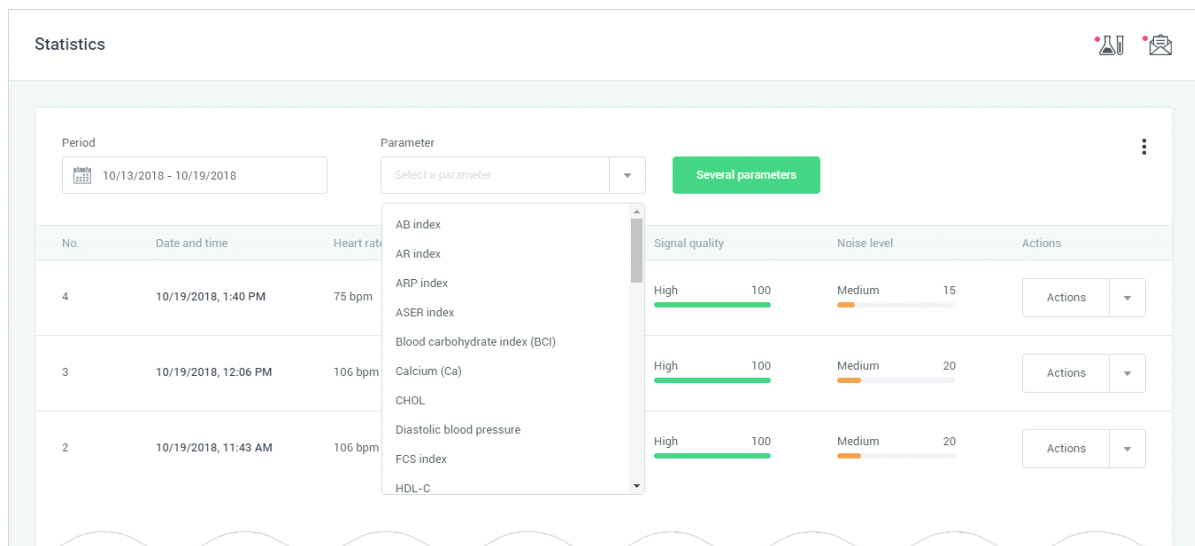 Statistics
Period
Parameter
10/13/2018 - 10/19/2018
Select a parameter
Several parameters
AB index
AR index
ARP index
ASER index
Blood carbohydrate index (BCI)
Calcium (Ca)
CHOL
Diastolic blood pressure
FCS index
HDL-C
No. Date and time Heart rate Signal quality Noise level Actions
4 10/19/2018, 1:40 PM 75 bpm High 100 Medium 15 Actions
3 10/19/2018, 12:06 PM 106 bpm High 100 Medium 20 Actions
2 10/19/2018, 11:43 AM 106 bpm High 100 Medium 20 Actions